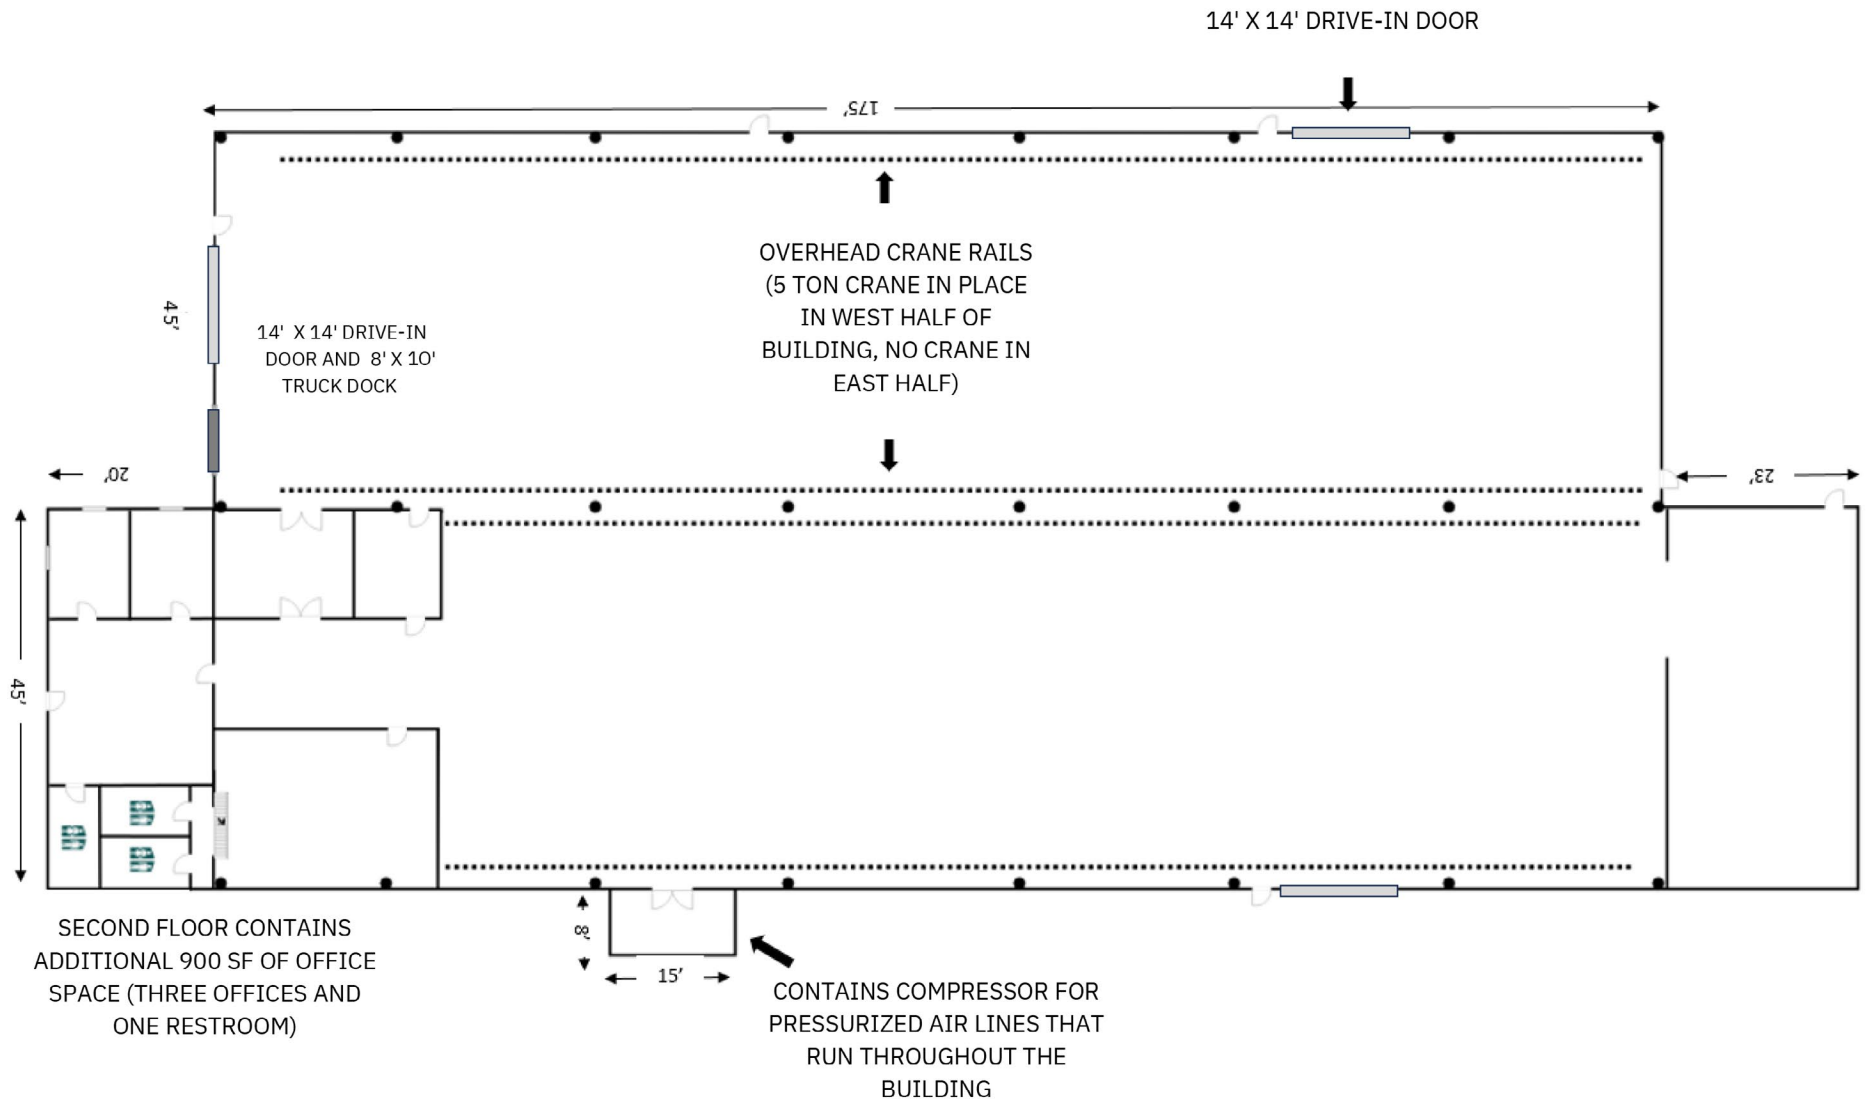 14' X 14' DRIVE-IN DOOR
175'
OVERHEAD CRANE RAILS
(5 TON CRANE IN PLACE
IN WEST HALF OF
BUILDING, NO CRANE IN
EAST HALF)
45'
14' X 14' DRIVE-IN
DOOR AND 8' X 10'
TRUCK DOCK
20'
23'
45'
SECOND FLOOR CONTAINS
ADDITIONAL 900 SF OF OFFICE
SPACE (THREE OFFICES AND
ONE RESTROOM)
8'
15'
CONTAINS COMPRESSOR FOR
PRESSURIZED AIR LINES THAT
RUN THROUGHOUT THE
BUILDING